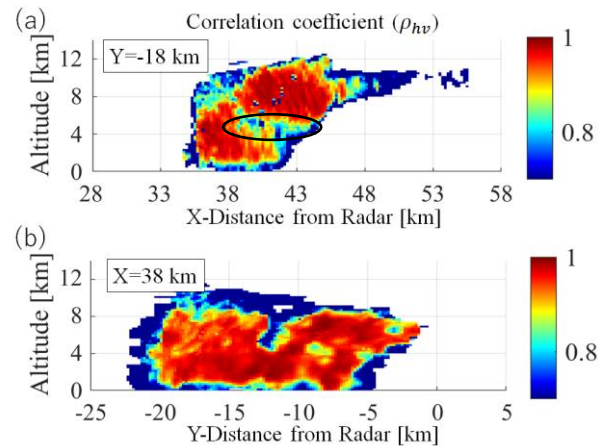 (a)
Correlation coefficient (ρhv)
Y=-18 km
Altitude [km]
12
8
4
0
28 33 38 43 48 53 58
X-Distance from Radar [km]
1
0.8
(b)
X=38 km
Altitude [km]
12
8
4
0
-25 -20 -15 -10 -5 0 5
Y-Distance from Radar [km]
1
0.8